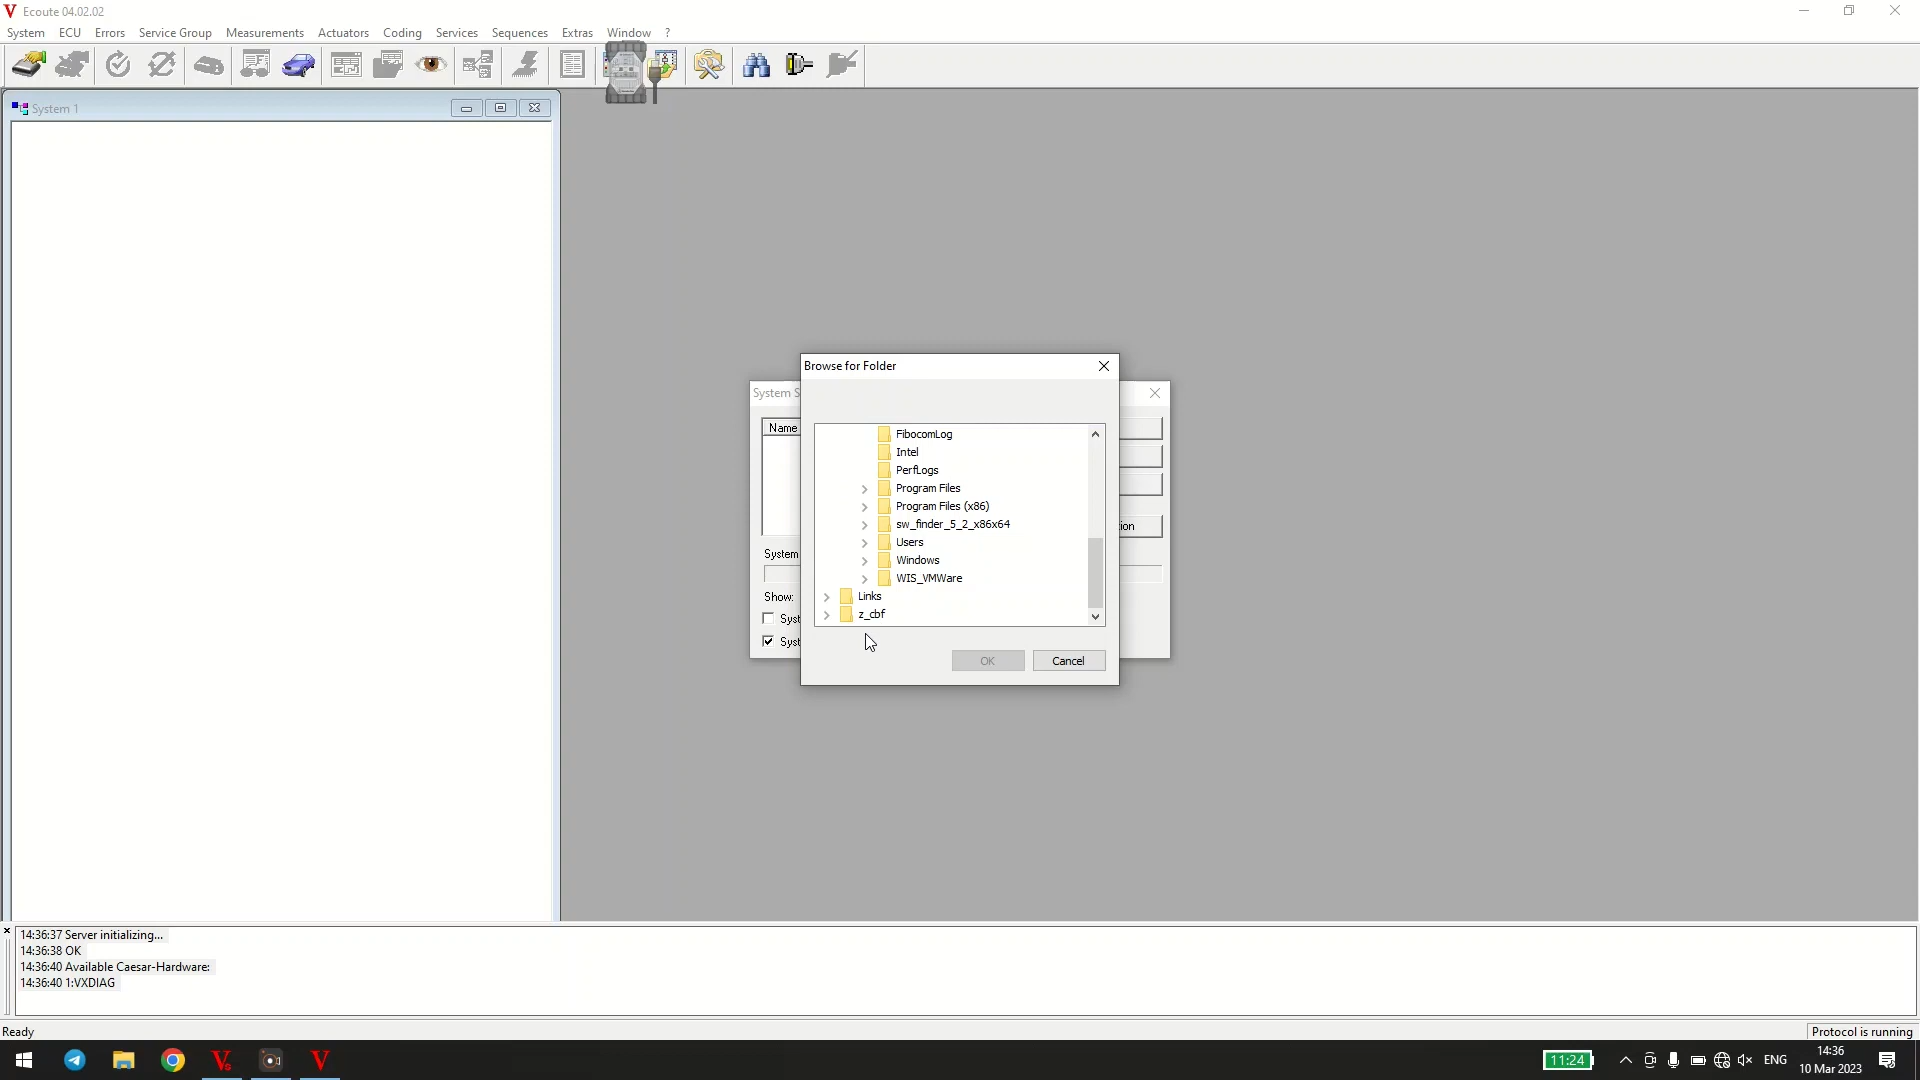 Ecoute 04.02.02
System ECU Errors Service Group Measurements Actuators Coding Services Sequences Extras Window ?
System 1
Browse for Folder
System S
Name
FibocomLog
Intel
PerfLogs
Program Files
Program Files (x86)
sw_finder_5_2_x86x64
ion
Users
System
Windows
WIS_VMWare
Show:
Links
z_cbf
Syst
Syst
OK Cancel
14:36:37 Server initializing...
14:36:38 OK
14:36:40 Available Caesar-Hardware:
14:36:40 1:VXDIAG
Ready
Protocol is running
11:24
ENG
14:36
10 Mar 2023